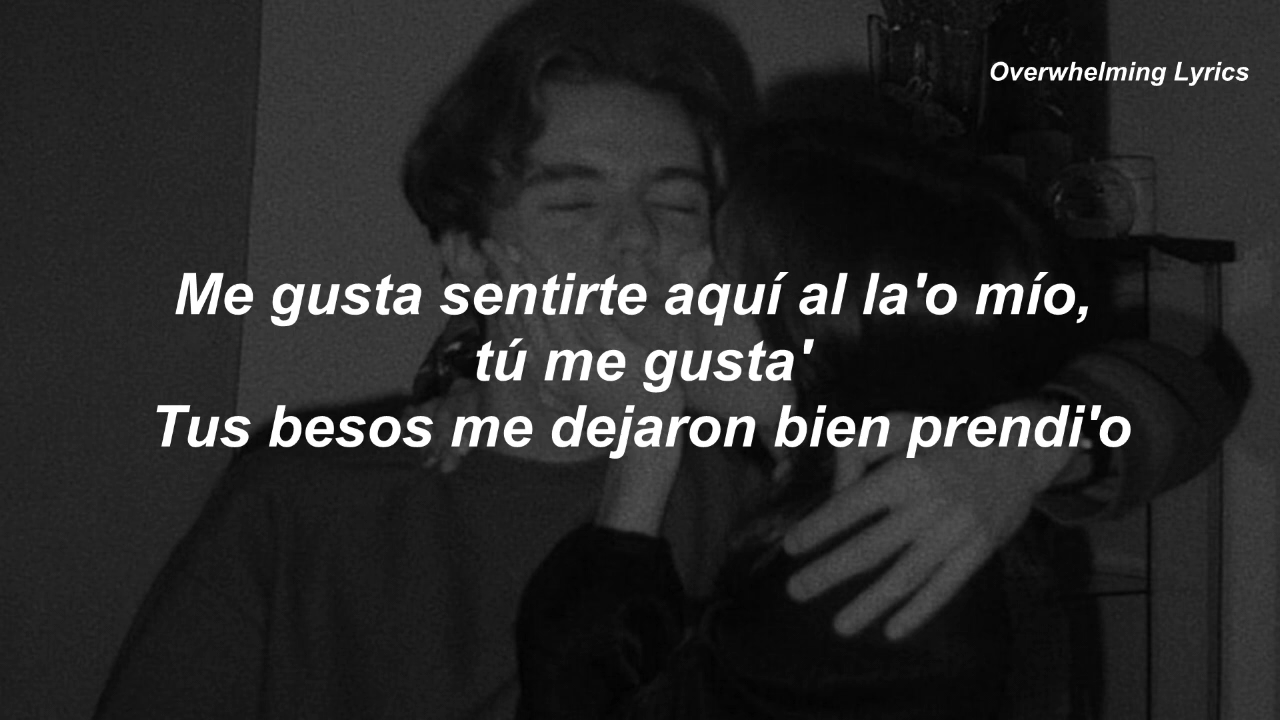 Overwhelming Lyrics
Me gusta sentirte aquí al la'o mío,
tú me gusta'
Tus besos me dejaron bien prendi'o